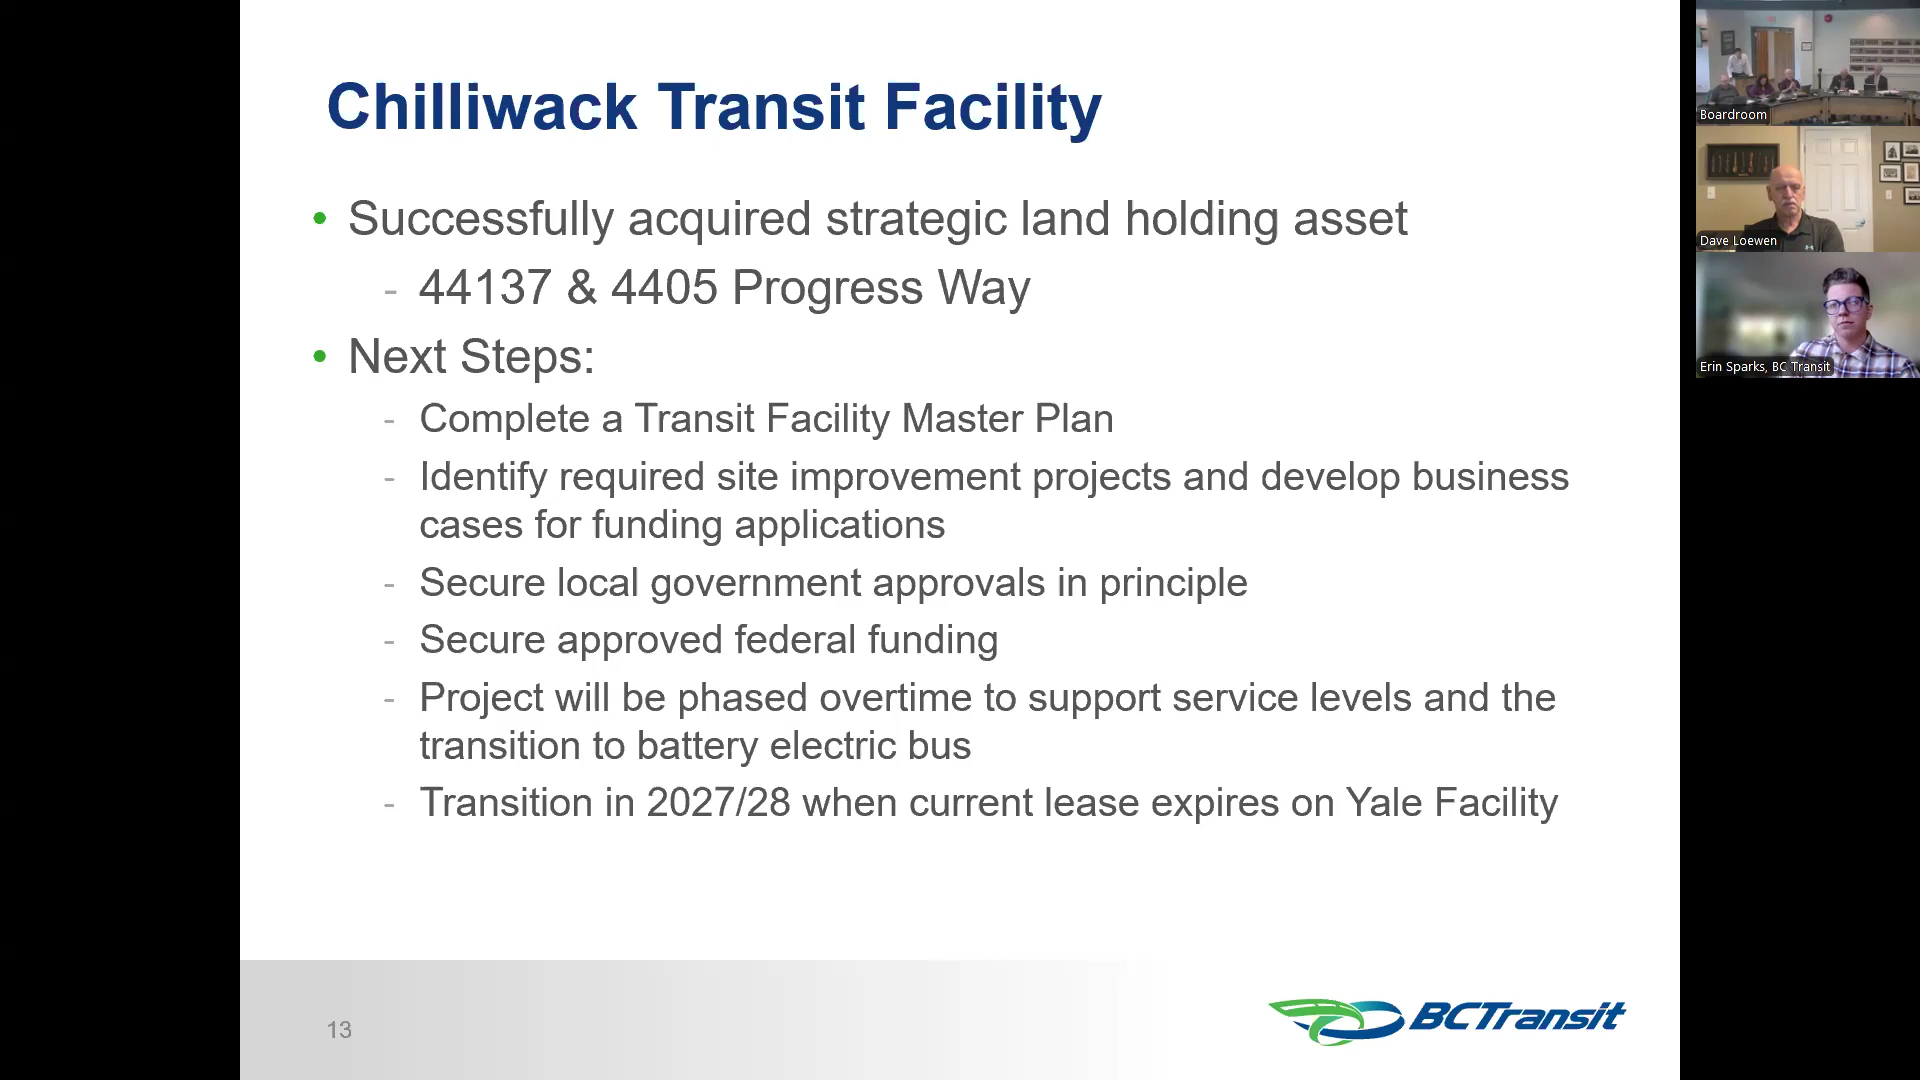 Chilliwack Transit Facility
• Successfully acquired strategic land holding asset
- 44137 & 4405 Progress Way
• Next Steps:
- Complete a Transit Facility Master Plan
- Identify required site improvement projects and develop business
cases for funding applications
- Secure local government approvals in principle
- Secure approved federal funding
- Project will be phased overtime to support service levels and the
transition to battery electric bus
- Transition in 2027/28 when current lease expires on Yale Facility
13
BCTransit
Boardroom
Dave Loewen
Erin Sparks, BC Transit